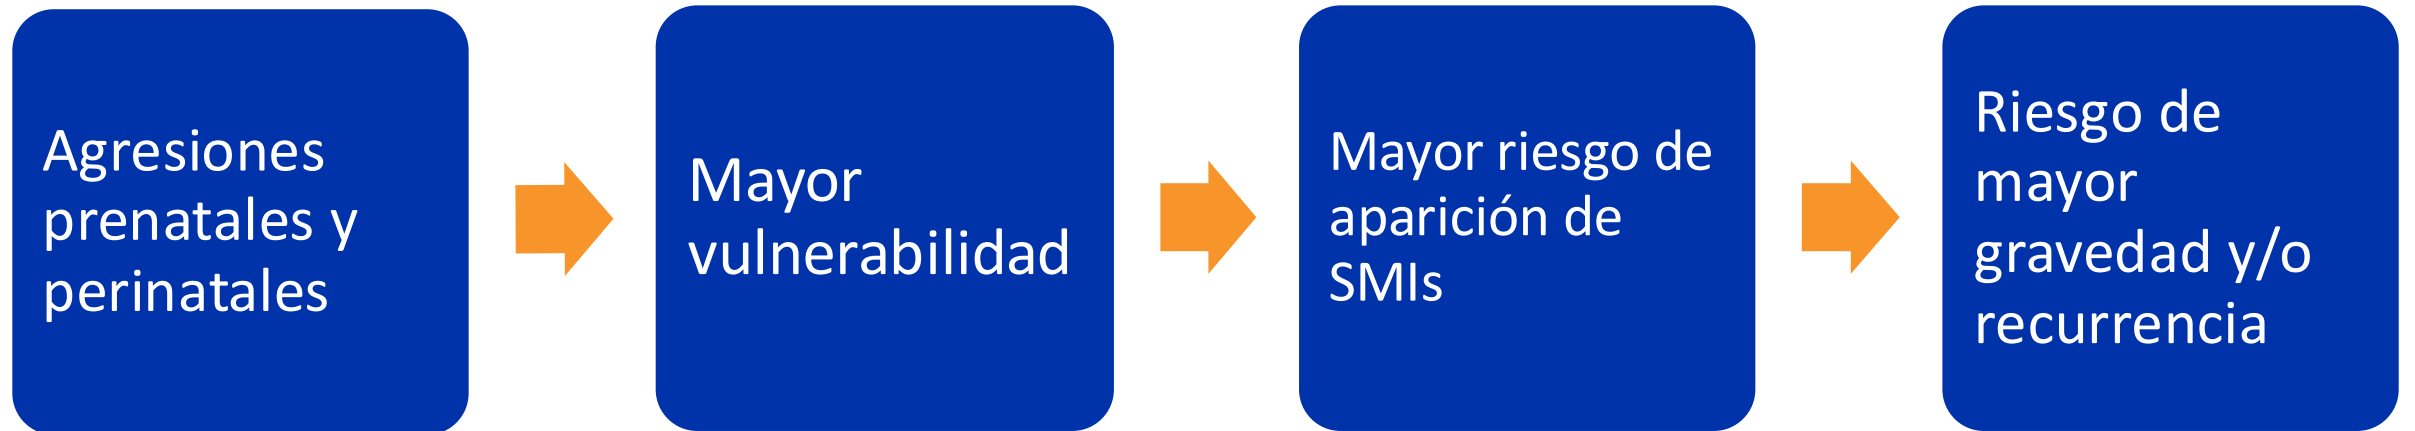 Agresiones
prenatales y
perinatales
Mayor
vulnerabilidad
Mayor riesgo de
aparición de
SMIs
Riesgo de
mayor
gravedad y/o
recurrencia